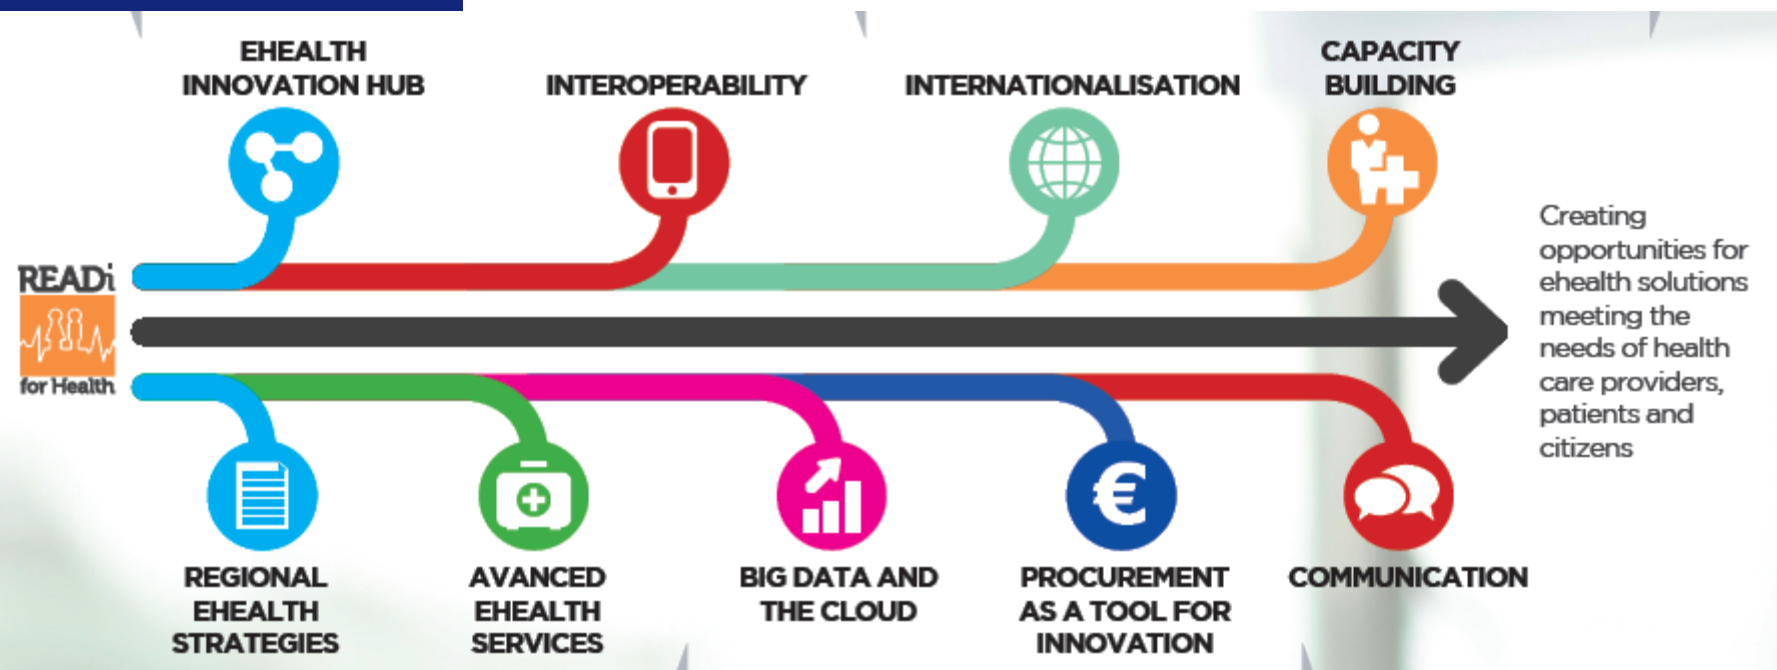 EHEALTH
INNOVATION HUB
INTEROPERABILITY
INTERNATIONALISATION
CAPACITY
BUILDING
READi
for Health
Creating
opportunities for
ehealth solutions
meeting the
needs of health
care providers,
patients and
citizens
€
REGIONAL
EHEALTH
STRATEGIES
AVANCED
EHEALTH
SERVICES
BIG DATA AND
THE CLOUD
PROCUREMENT
AS A TOOL FOR
INNOVATION
COMMUNICATION